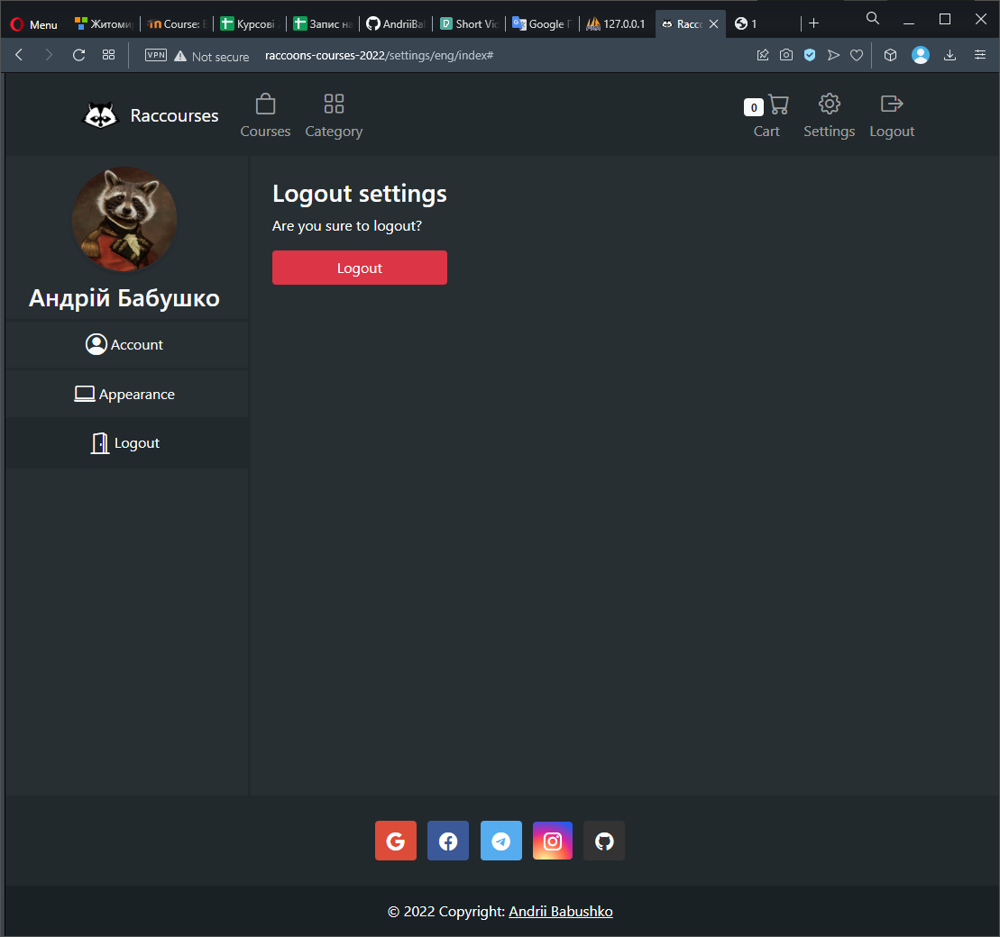 Menu
Житомир
Course:
Курсові
Запис на
AndriiBa
Short Vic
Google
127.0.0.1
Racco
1
VPN
Not secure
raccoons-courses-2022/settings/eng/index#
Raccourses
Courses
Category
0
Cart
Settings
Logout
Андрій Бабушко
Account
Appearance
Logout
Logout settings
Are you sure to logout?
Logout
© 2022 Copyright: Andrii Babushko